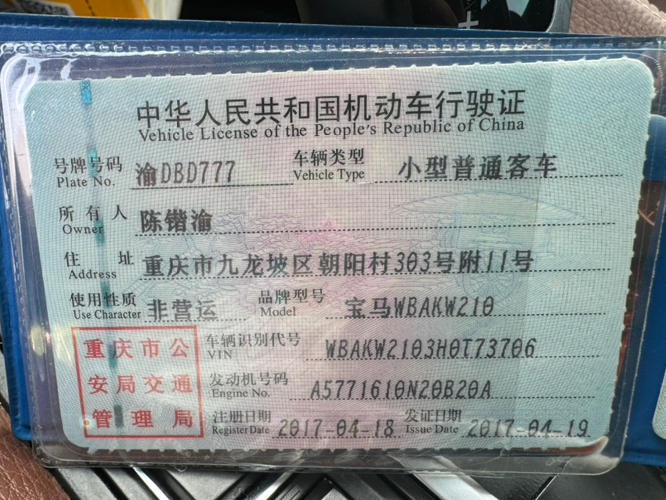 中华人民共和国机动车行驶证
Vehicle License of the People's Republic of China
号牌号码 渝DBD777 车辆类型 小型普通客车
Plate No. Vehicle Type
所有人 陈锴渝
Owner
住址 重庆市九龙坡区朝阳村303号附11号
Address
使用性质 非营运 品牌型号 宝马WBAKW210
Use Character Model
重庆市公 车辆识别代号 WBAKW2103H0T73706
VIN
安局交通 发动机号码 A5771610N20B20A
Engine No.
管理局 注册日期 2017-04-18 发证日期 2017-04-19
Register Date Issue Date